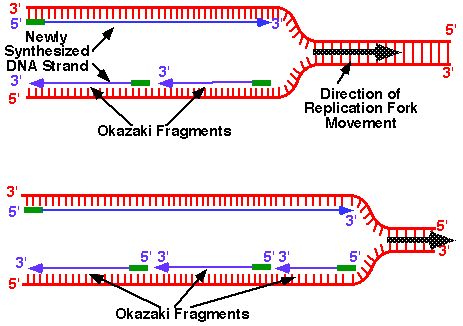 3'
5'
3'
Newly
Synthesized
DNA Strand
5'
3'
3'
3'
5'
Okazaki Fragments
Direction of
Replication Fork
Movement
3'
5'
3'
5'
3'
3'
5'
3'
5'
3'
5'
5'
5'
Okazaki Fragments